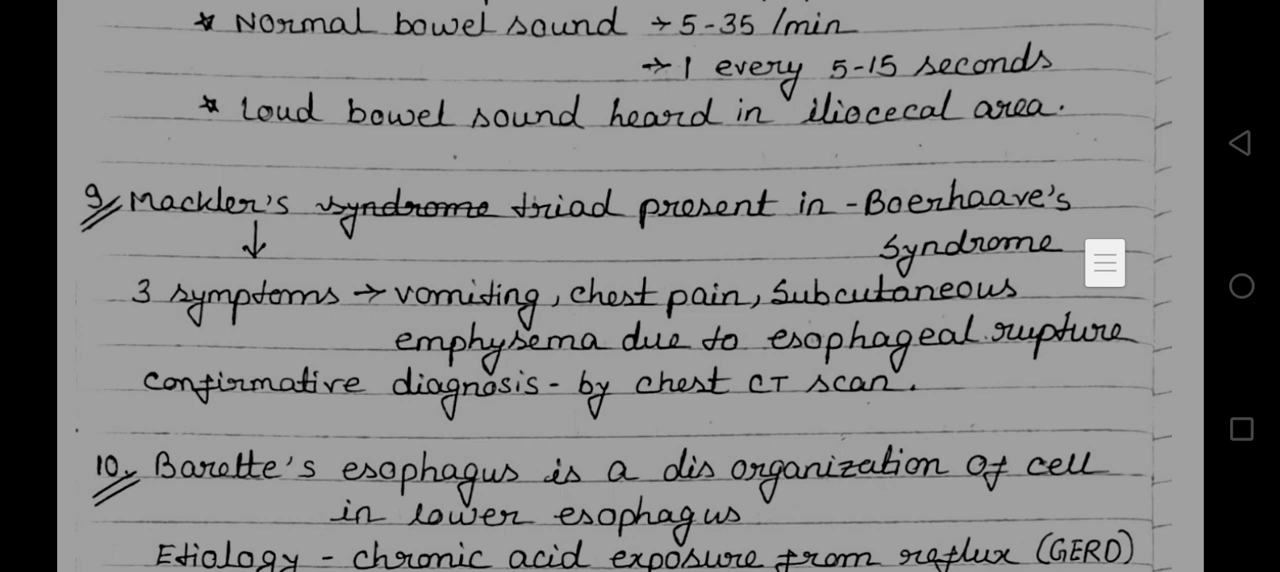 * Normal bowel sound → 5-35 /min
→ 1 every 5-15 seconds
* Loud bowel sound heard in iliocecal area.
9, Mackler's syndrome triad present in - Boerhaave's
Syndrome
↓
3 symptoms → vomiting, chest pain, Subcutaneous
emphysema due to esophageal rupture
confirmative diagnosis - by chest CT scan.
10, Barette's esophagus is a dis organization of cell
in lower esophagus
Etiology - chronic acid exposure from reflux (GERD)